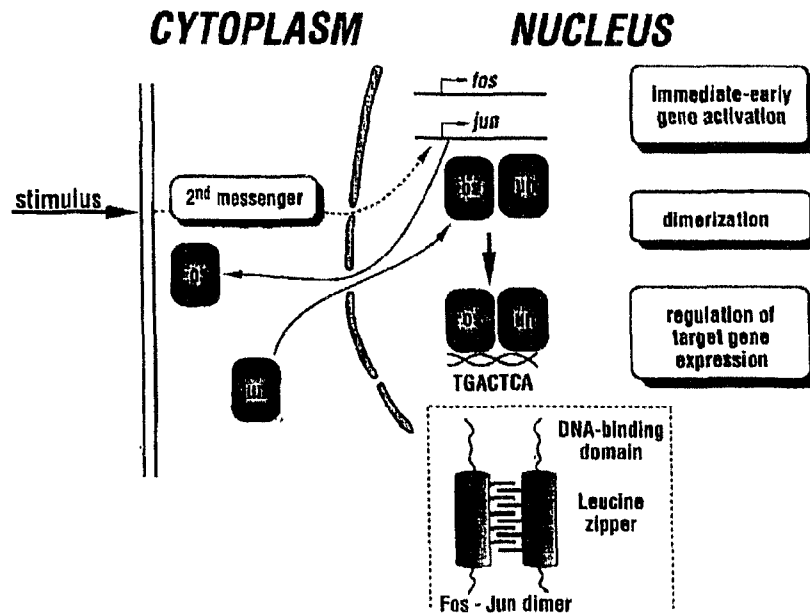 CYTOPLASM
NUCLEUS
fos
jun
immediate-early
gene activation
stimulus
2nd messenger
dimerization
regulation of
target gene
expression
TGACTCA
DNA-binding
domain
Leucine
zipper
Fos - Jun dimer